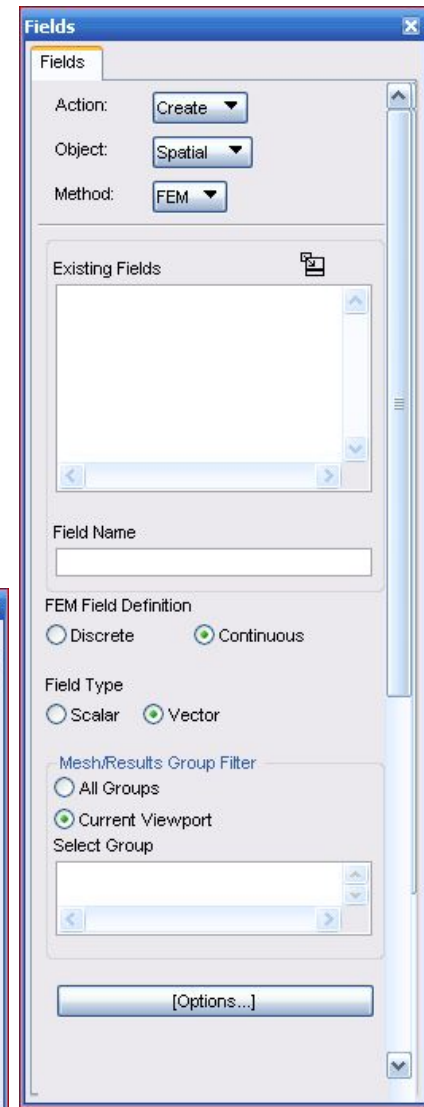 Fields
Fields
Action: Create
Object: Spatial
Method: FEM
Existing Fields
Field Name
FEM Field Definition
Discrete Continuous
Field Type
Scalar Vector
Mesh/Results Group Filter
All Groups
Current Viewport
Select Group
[Options...]